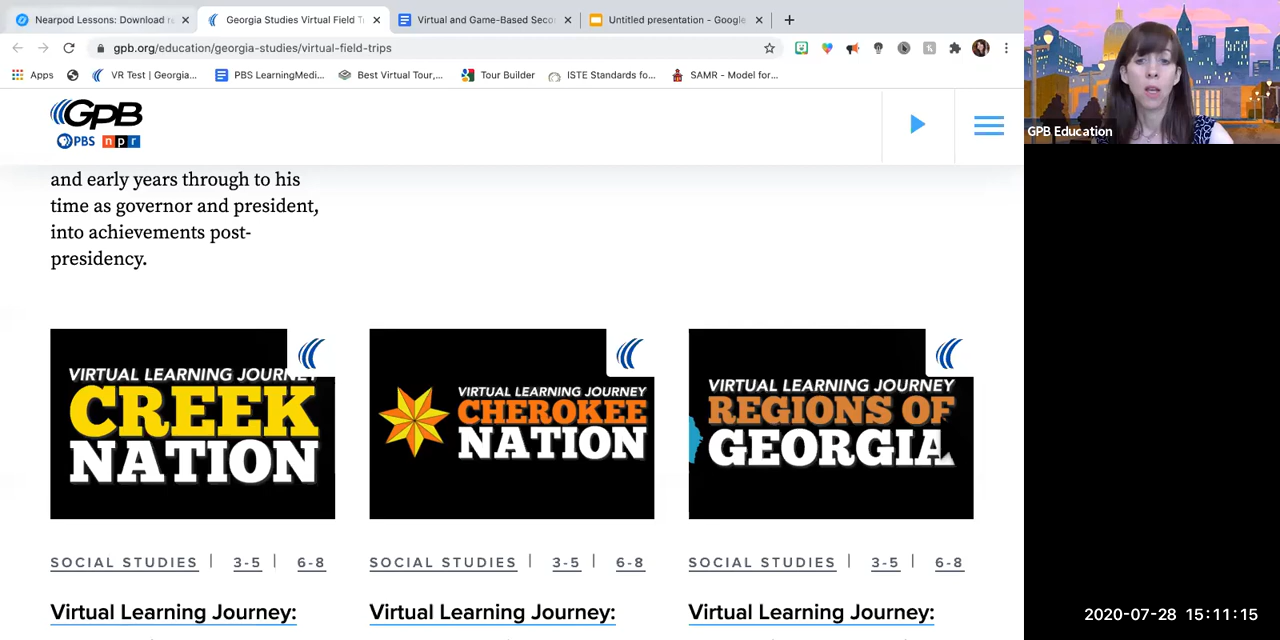 Nearpod Lessons: Download r
Georgia Studies Virtual Field T
Virtual and Game-Based Seco
Untitled presentation - Google
gpb.org/education/georgia-studies/virtual-field-trips
Apps
VR Test | Georgia...
PBS LearningMedi...
Best Virtual Tour,...
Tour Builder
ISTE Standards fo...
SAMR - Model for...
GPB
PBS npr
GPB Education
and early years through to his
time as governor and president,
into achievements post-
presidency.
VIRTUAL LEARNING JOURNEY
CREEK
NATION
VIRTUAL LEARNING JOURNEY
CHEROKEE
NATION
VIRTUAL LEARNING JOURNEY
REGIONS OF
GEORGIA
SOCIAL STUDIES | 3-5 | 6-8
SOCIAL STUDIES | 3-5 | 6-8
SOCIAL STUDIES | 3-5 | 6-8
Virtual Learning Journey:
Virtual Learning Journey:
Virtual Learning Journey:
2020-07-28 15:11:15